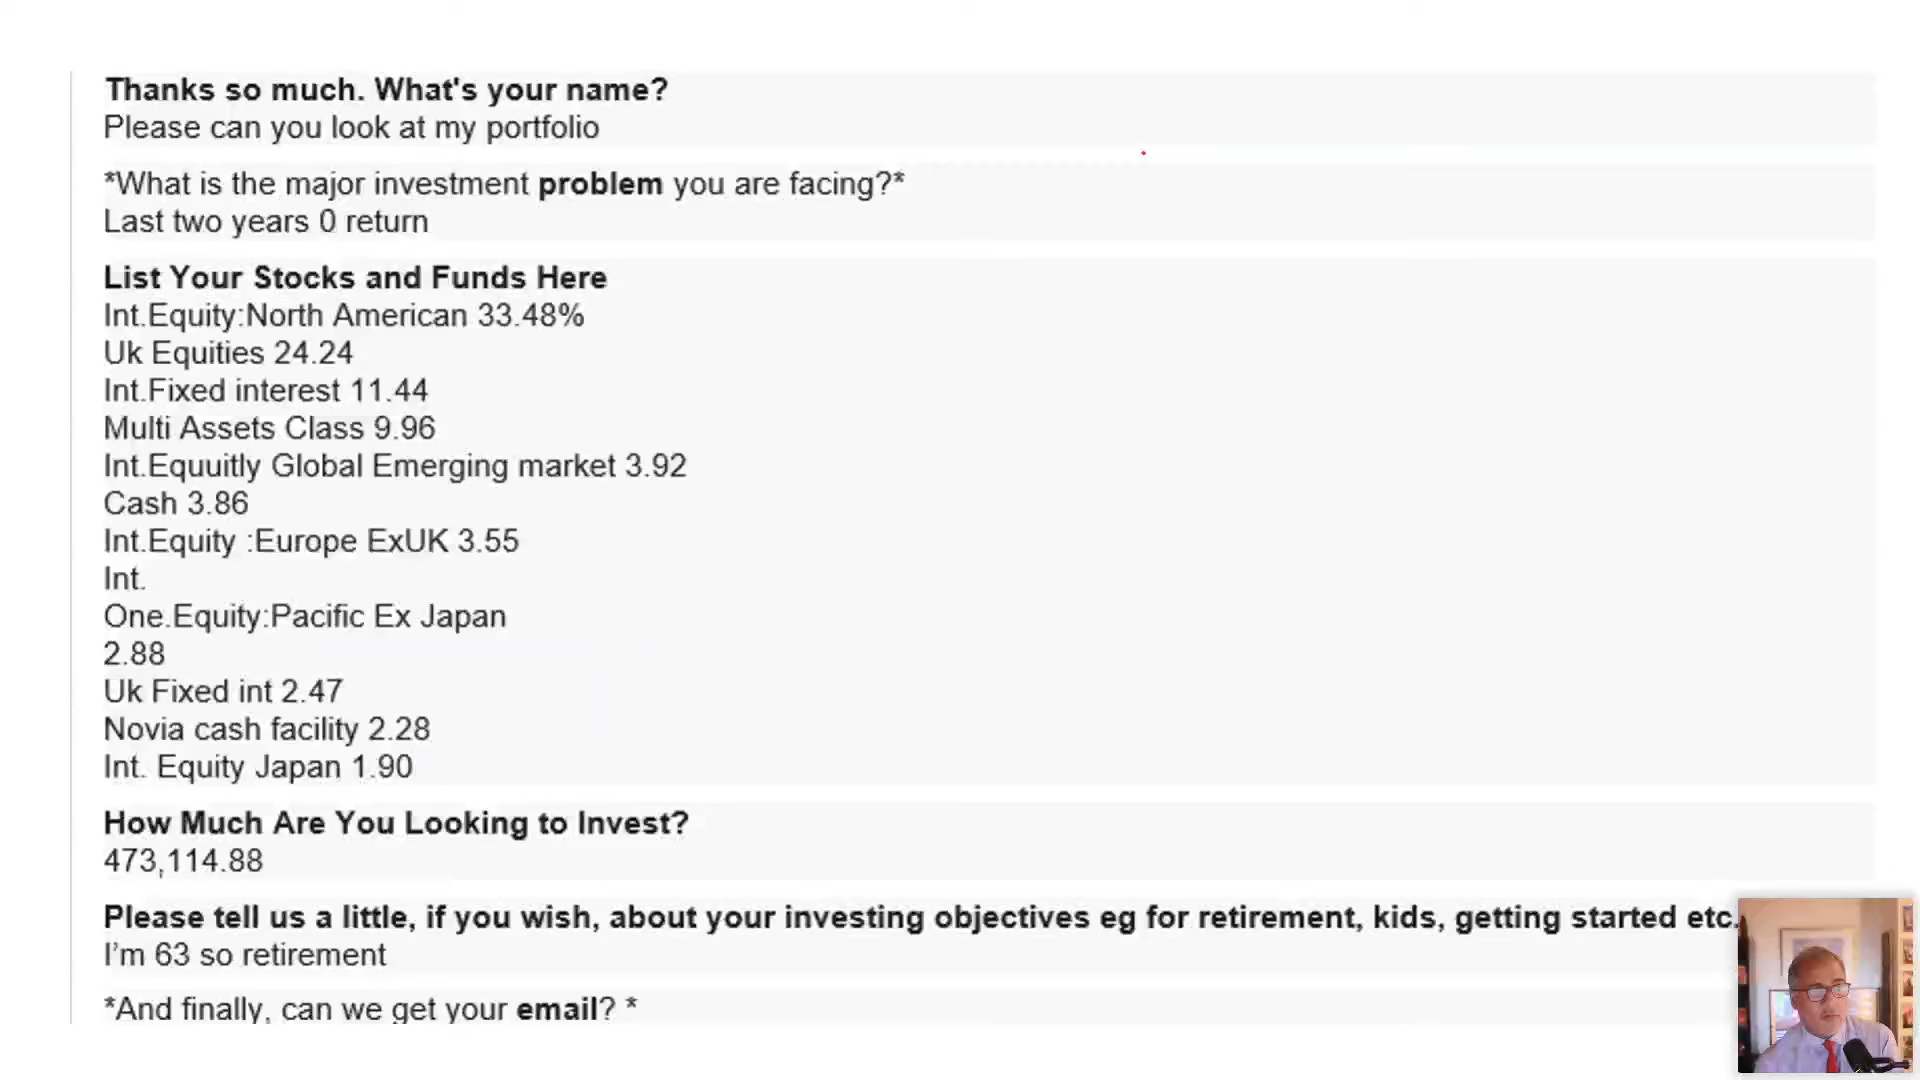 Thanks so much. What's your name?
Please can you look at my portfolio
*What is the major investment problem you are facing?*
Last two years 0 return
List Your Stocks and Funds Here
Int.Equity:North American 33.48%
Uk Equities 24.24
Int.Fixed interest 11.44
Multi Assets Class 9.96
Int.Equuitly Global Emerging market 3.92
Cash 3.86
Int.Equity :Europe ExUK 3.55
Int.
One.Equity:Pacific Ex Japan
2.88
Uk Fixed int 2.47
Novia cash facility 2.28
Int. Equity Japan 1.90
How Much Are You Looking to Invest?
473,114.88
Please tell us a little, if you wish, about your investing objectives eg for retirement, kids, getting started etc.
I'm 63 so retirement
*And finally, can we get your email? *